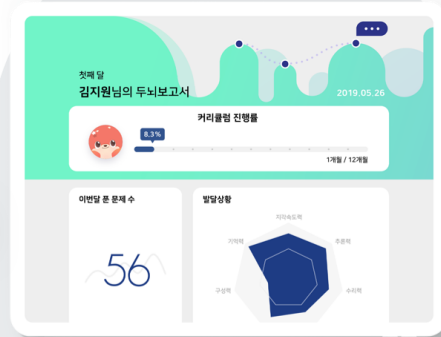 첫째 달
김지원님의 두뇌보고서
2019.05.26
커리큘럼 진행률
8.3%
1개월 / 12개월
이번달 푼 문제 수
56
발달상황
지각속도력
기억력
추론력
구성력
수리력